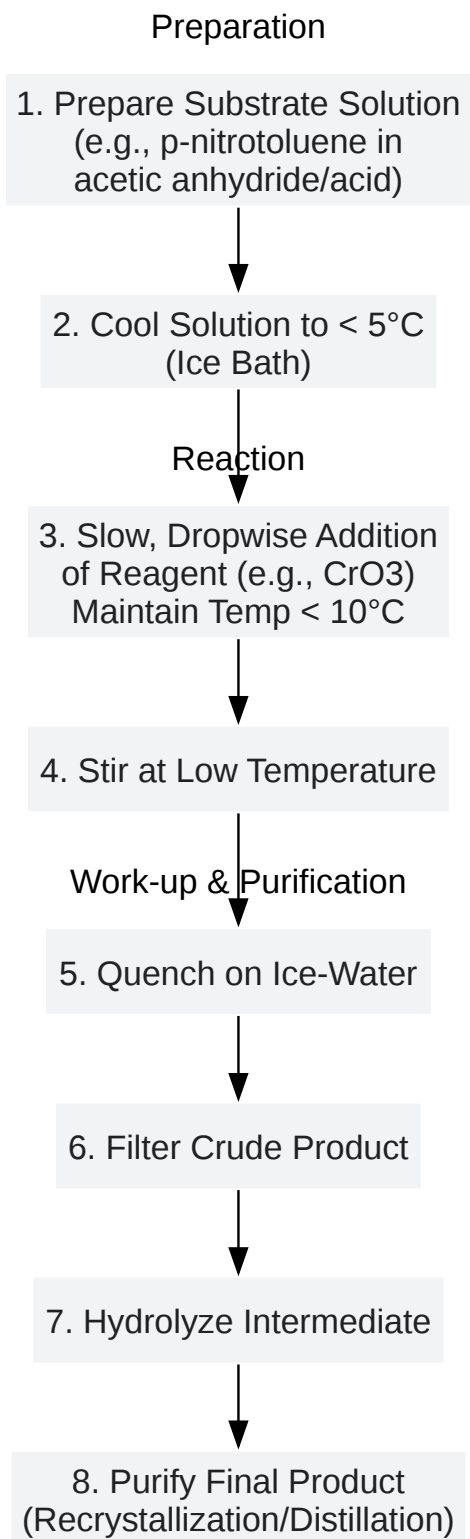 Preparation
1. Prepare Substrate Solution
(e.g., p-nitrotoluene in
acetic anhydride/acid)
2. Cool Solution to < 5°C
(Ice Bath)
Reaction
3. Slow, Dropwise Addition
of Reagent (e.g., CrO3)
Maintain Temp < 10°C
4. Stir at Low Temperature
Work-up & Purification
5. Quench on Ice-Water
6. Filter Crude Product
7. Hydrolyze Intermediate
8. Purify Final Product
(Recrystallization/Distillation)